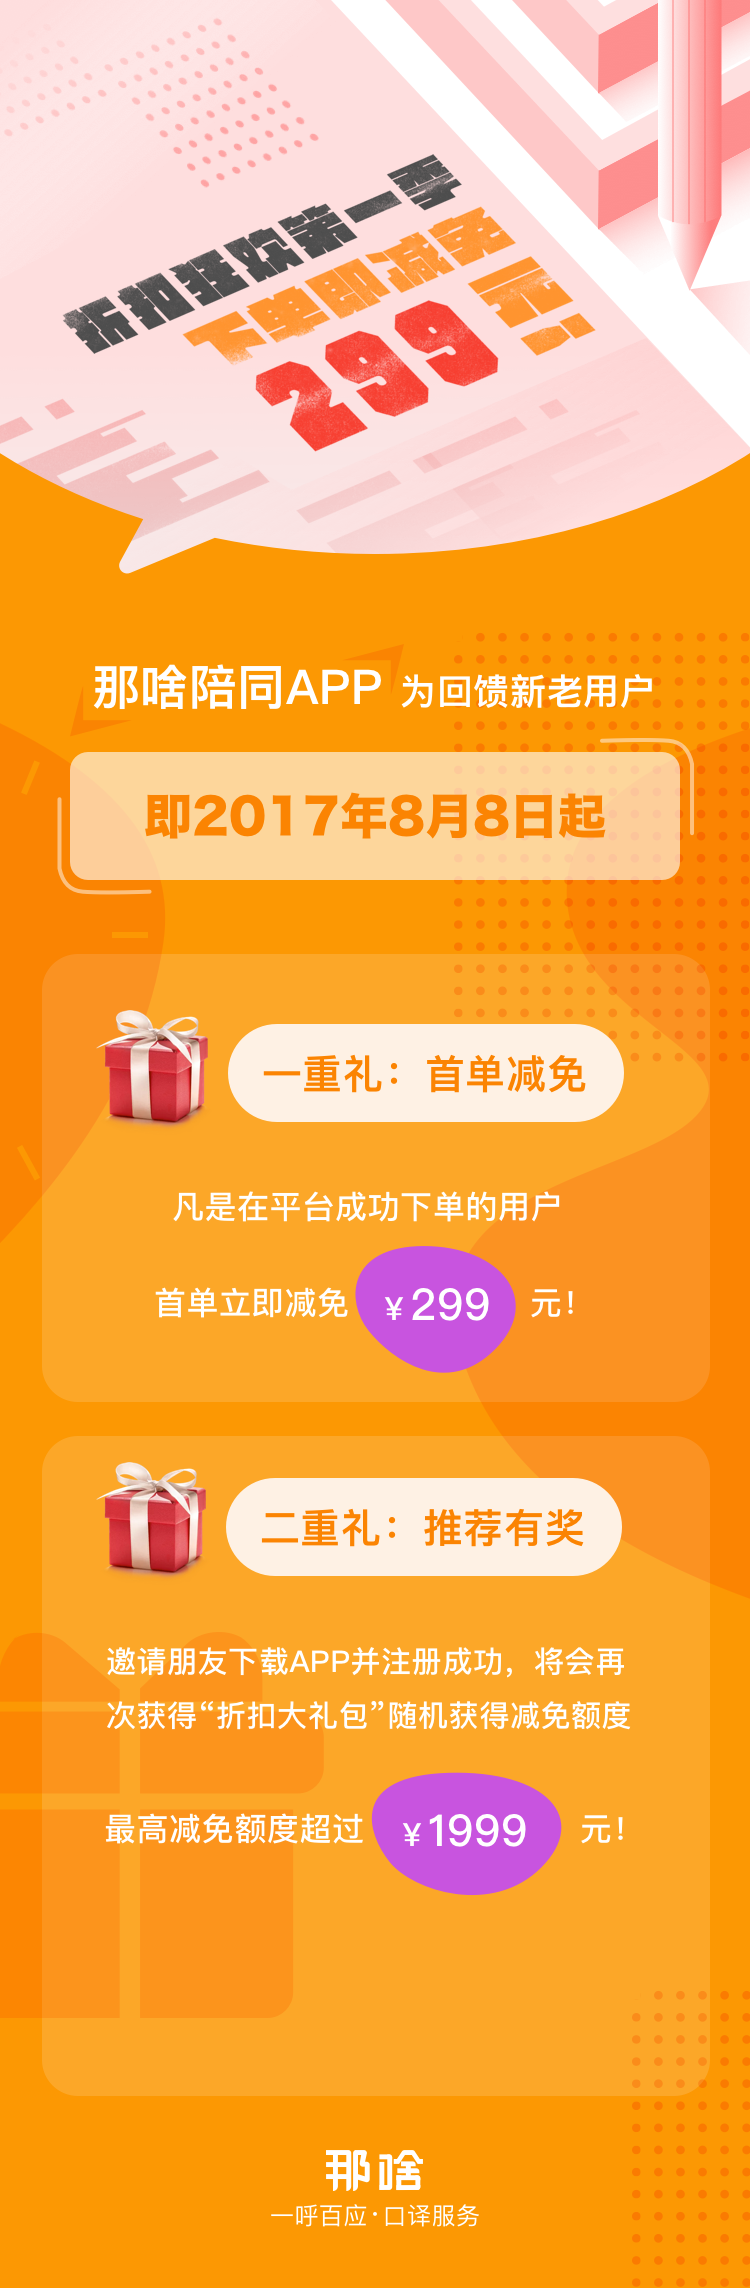 折扣狂欢第一季
下单即减免
299元！
那啥陪同APP 为回馈新老用户
即2017年8月8日起
一重礼：首单减免
凡是在平台成功下单的用户
首单立即减免 ¥299 元！
二重礼：推荐有奖
邀请朋友下载APP并注册成功，将会再
次获得“折扣大礼包”随机获得减免额度
最高减免额度超过 ¥1999 元！
那啥
一呼百应·口译服务